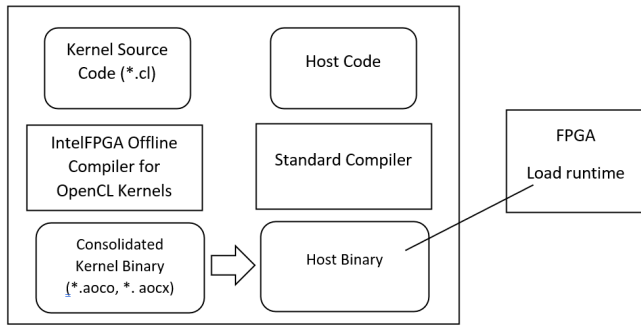 Kernel Source
Code (*.cl)
Host Code
IntelFPGA Offline
Compiler for
OpenCL Kernels
Standard Compiler
Consolidated
Kernel Binary
(*.aoco, *. aocx)
Host Binary
FPGA
Load runtime